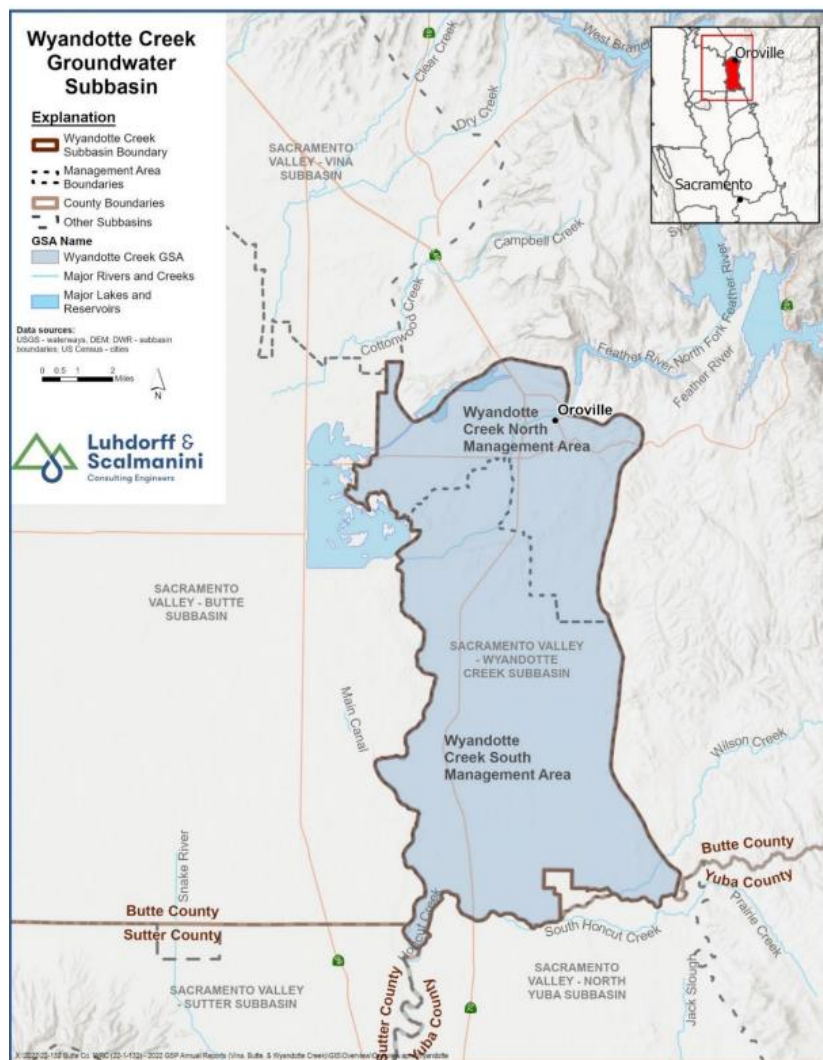 Wyandotte Creek
Groundwater
Subbasin
Explanation
Wyandotte Creek
Subbasin Boundary
Management Area
Boundaries
County Boundaries
Other Subbasins
GSA Name
Wyandotte Creek GSA
Major Rivers and Creeks
Major Lakes and
Reservoirs
Data sources:
USGS - waterways, DEM; DWR - subbasin
boundaries; US Census - cities
0 0.5 1 2
Miles
N
Luhdorff &
Scalmanini
Consulting Engineers
Oroville
Sacramento
West Branch
Clear Creek
Dry Creek
SACRAMENTO
VALLEY - VINA
SUBBASIN
Campbell Creek
Cottonwood Creek
Feather River
North Fork Feather River
Feather River
Oroville
Wyandotte
Creek North
Management Area
SACRAMENTO
VALLEY - BUTTE
SUBBASIN
SACRAMENTO VALLEY
- WYANDOTTE
CREEK SUBBASIN
Main Canal
Wyandotte
Creek South
Management Area
Wilson Creek
Snake River
Butte County
Yuba County
Butte County
Sutter County
Honcut Creek
South Honcut Creek
Prairie Creek
Jack Slough
SACRAMENTO VALLEY
- SUTTER SUBBASIN
Sutter County
Yuba County
SACRAMENTO
VALLEY - NORTH
YUBA SUBBASIN